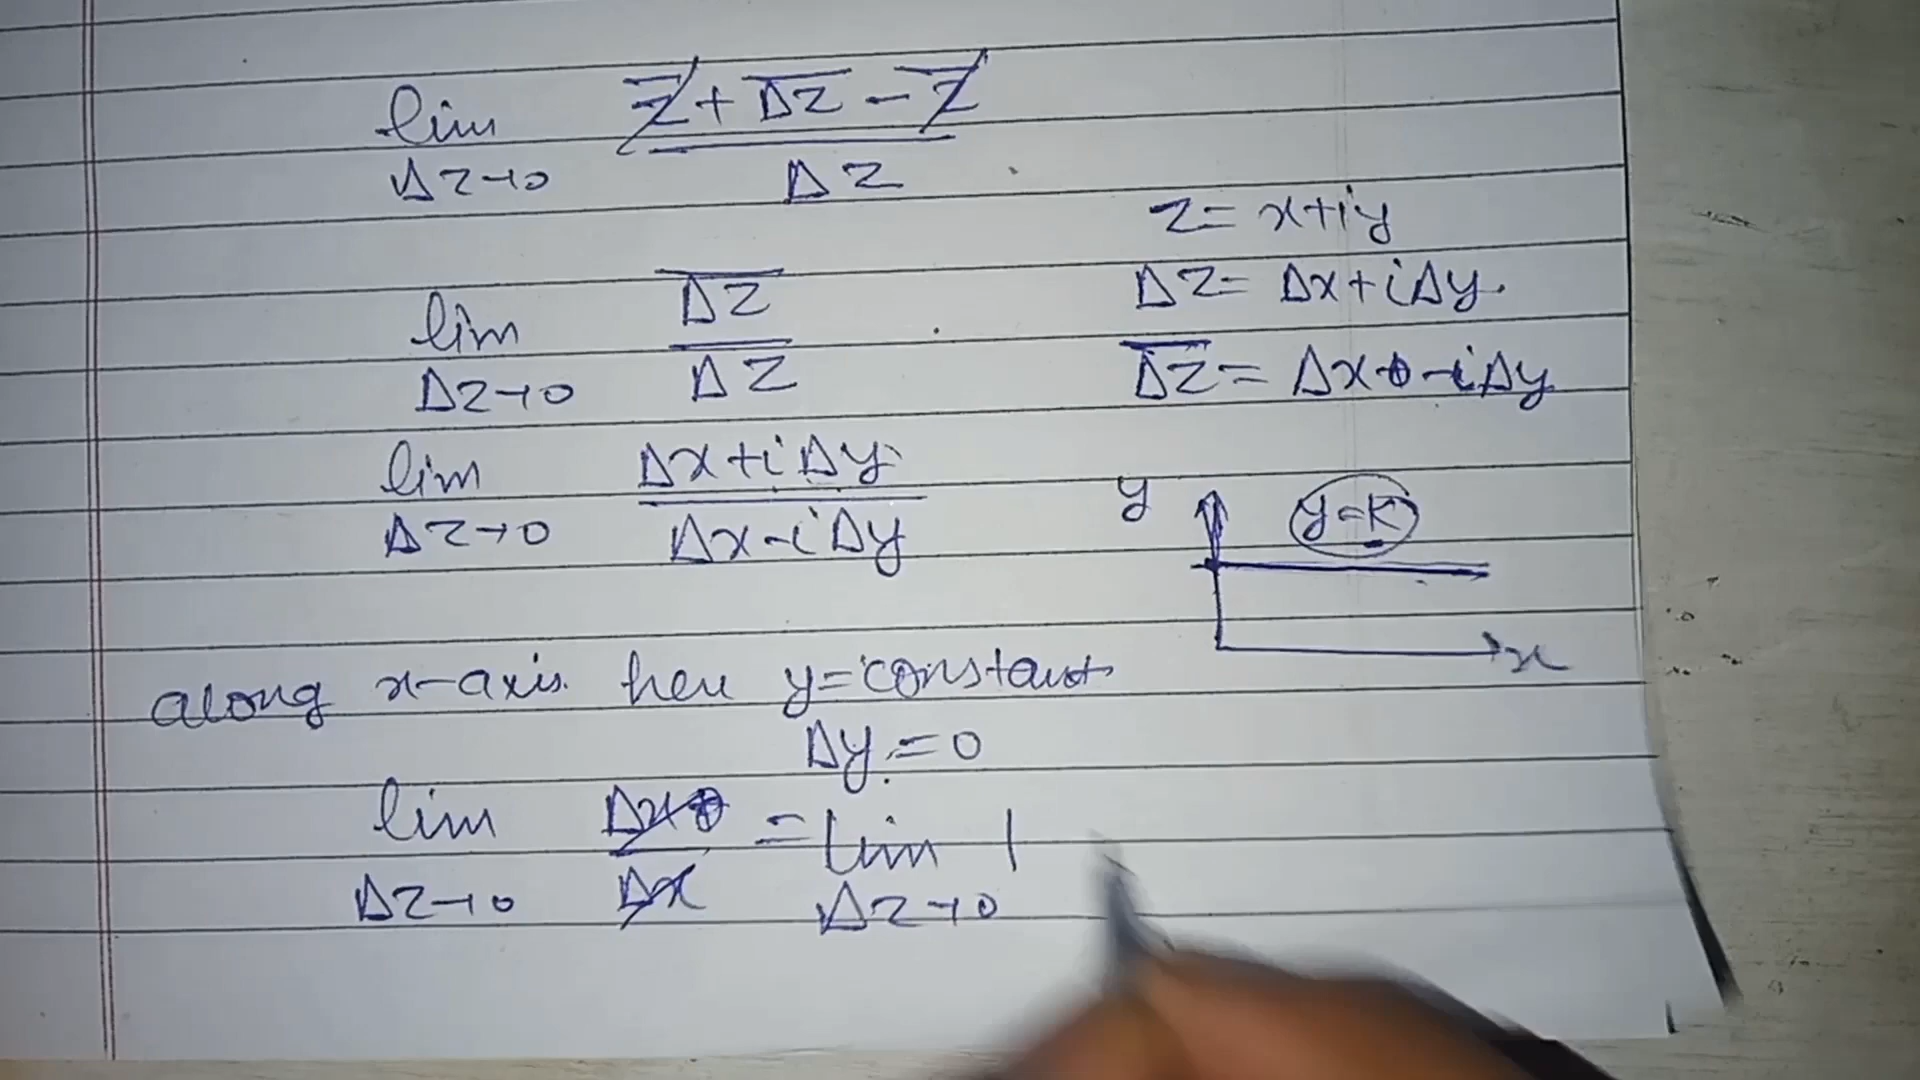 lim z̅ + Δz̅ - z̅
Δz→0 Δz
z = x+iy
Δz = Δx+iΔy.
lim Δz̅
Δz→0 Δz
Δz̅ = Δx - iΔy
lim Δx+iΔy
Δz→0 Δx-iΔy
y y=k
x
along x-axis. here y=constant
Δy.=0
lim Δx = lim 1
Δz→0 Δx Δz→0